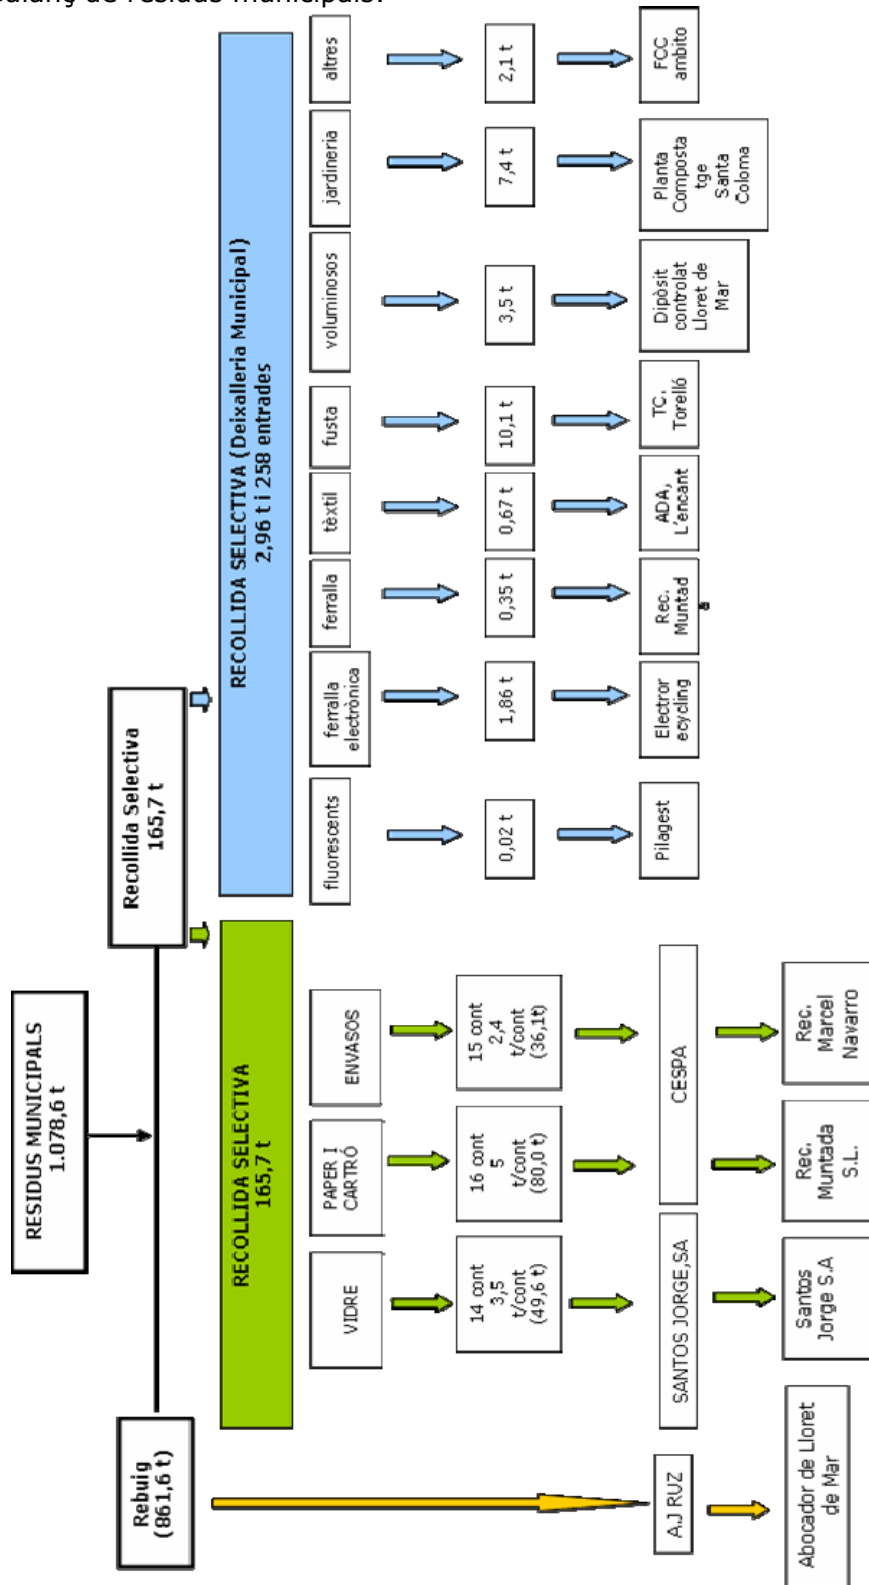 balanç de residus municipals:
RESIDUS MUNICIPALS
1.078,6 t
Rebuig
(861,6 t)
Recollida Selectiva
165,7 t
RECOLLIDA SELECTIVA
165,7 t
RECOLLIDA SELECTIVA (Deixalleria Municipal)
2,96 t i 258 entrades
VIDRE
PAPER I
CARTRÓ
ENVASOS
fluorescents
ferralla
electrònica
ferralla
tèxtil
fusta
voluminosos
jardineria
altres
14 cont
3,5
t/cont
(49,6 t)
16 cont
5
t/cont
(80,0 t)
15 cont
2,4
t/cont
(36,1t)
0,02 t
1,86 t
0,35 t
0,67 t
10,1 t
3,5 t
7,4 t
2,1 t
A.J RUZ
SANTOS JORGE,SA
CESPA
Pilagest
Electror
ecycling
Rec.
Muntad
a
ADA,
L'encant
TC.
Torelló
Dipòsit
controlat
Lloret de
Mar
Planta
Composta
tge
Santa
Coloma
FCC
ambito
Abocador de Lloret
de Mar
Santos
Jorge S.A
Rec.
Muntada
S.L.
Rec.
Marcel
Navarro